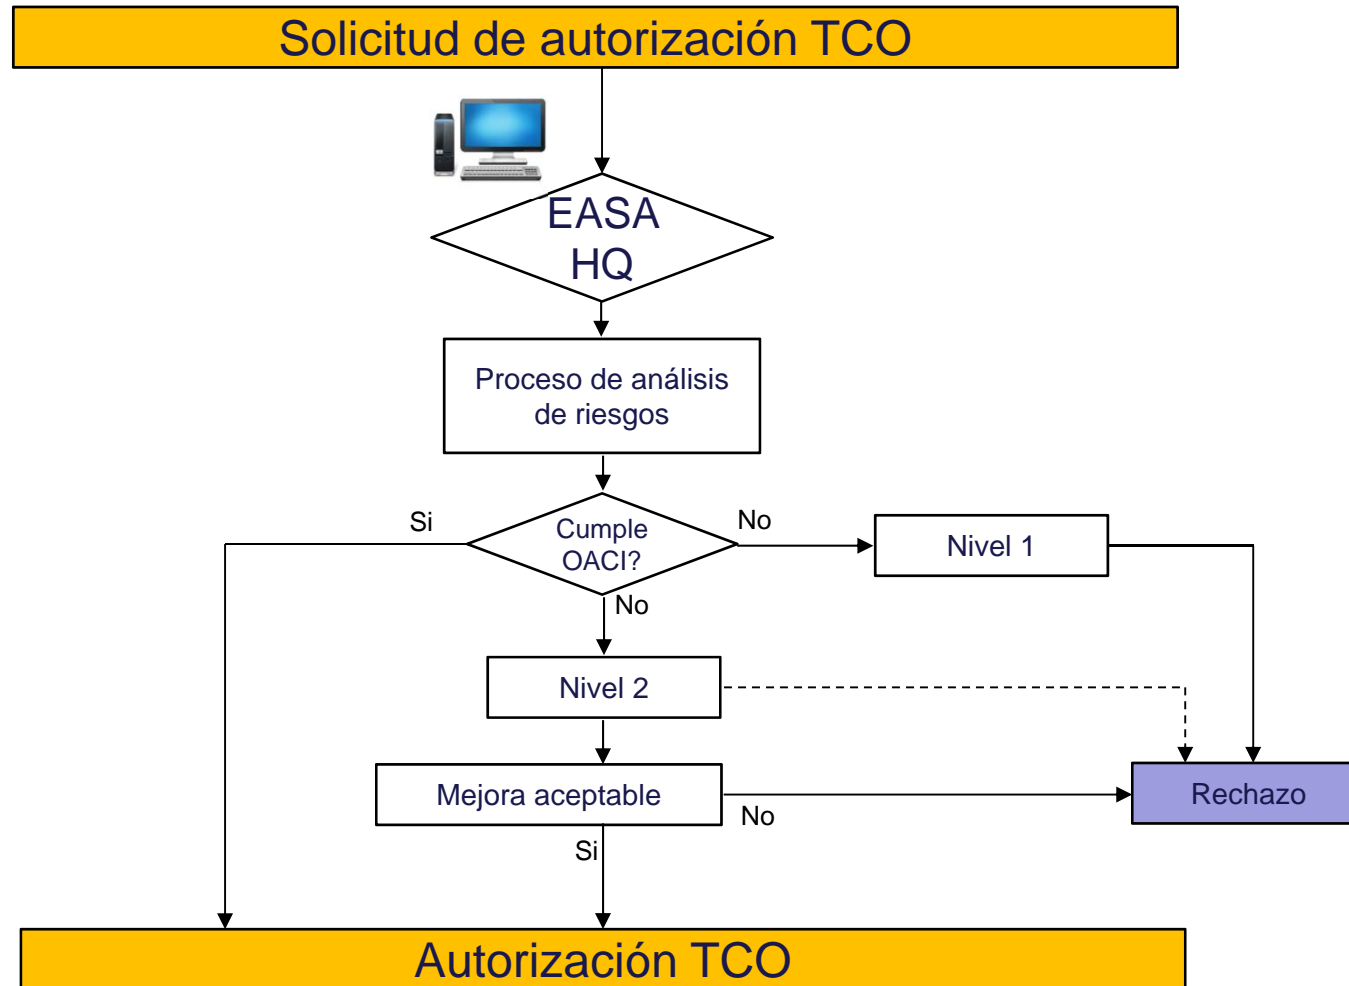 Solicitud de autorización TCO
EASA
HQ
Proceso de análisis
de riesgos
Si
Cumple
OACI?
No
Nivel 1
No
Nivel 2
Mejora aceptable
No
Rechazo
Si
Autorización TCO